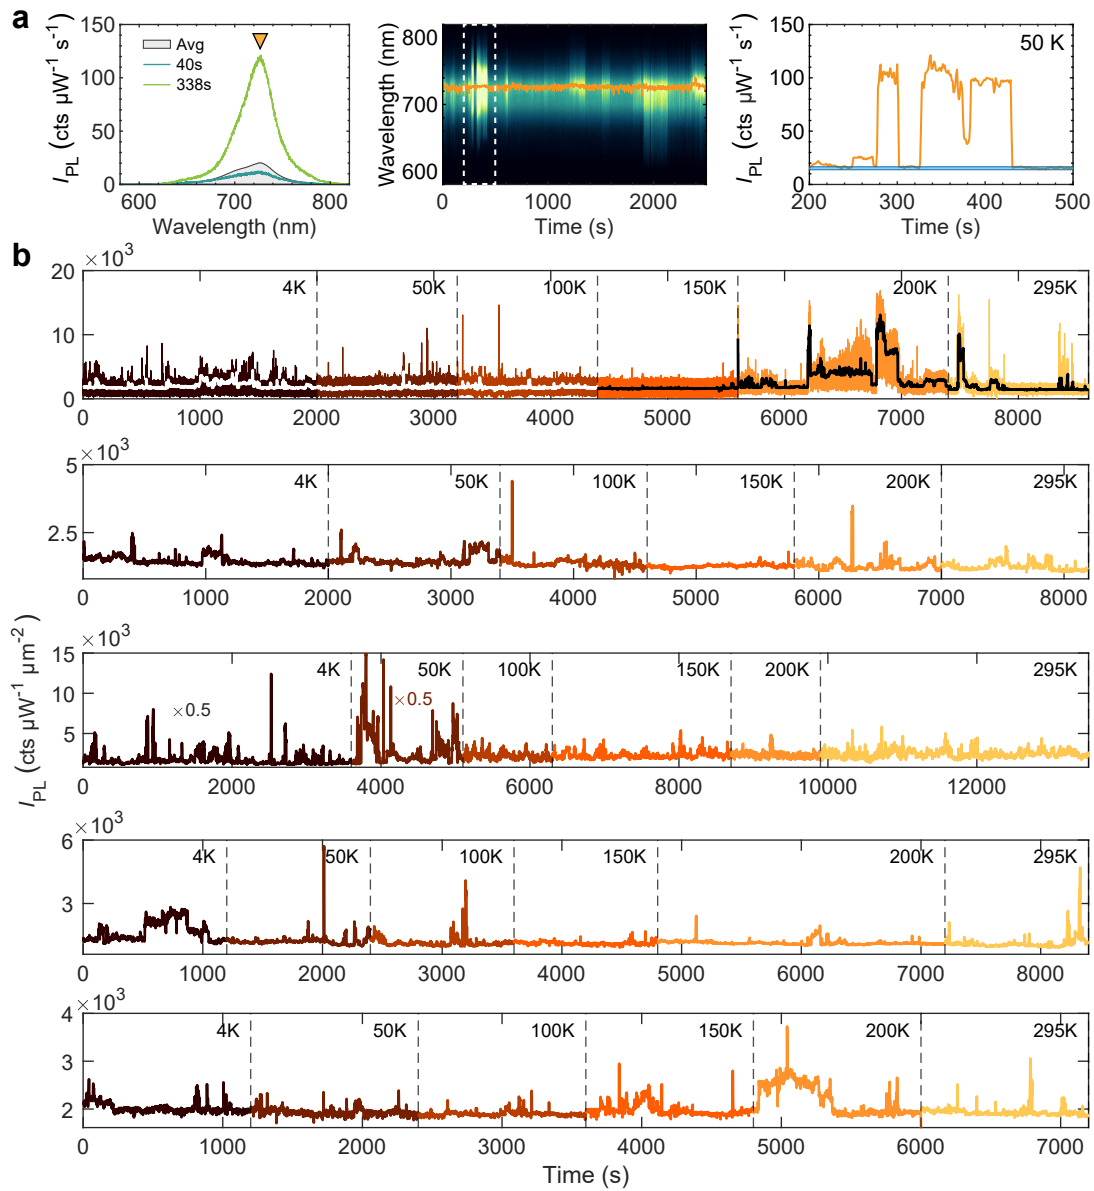 a
I_PL (cts μW⁻¹ s⁻¹)
150
100
50
0
Avg
40s
338s
600 700 800
Wavelength (nm)
Wavelength (nm)
800
700
600
0 1000 2000
Time (s)
I_PL (cts μW⁻¹ s⁻¹)
150
100
50
0
50 K
200 300 400 500
Time (s)
b
I_PL (cts μW⁻¹ μm⁻²)
×10³
20
10
0
4K 50K 100K 150K 200K 295K
0 1000 2000 3000 4000 5000 6000 7000 8000
×10³
5
2.5
4K 50K 100K 150K 200K 295K
0 1000 2000 3000 4000 5000 6000 7000 8000
×10³
15
10
5
4K 50K 100K 150K 200K 295K
×0.5 ×0.5
0 2000 4000 6000 8000 10000 12000
×10³
6
3
4K 50K 100K 150K 200K 295K
0 1000 2000 3000 4000 5000 6000 7000 8000
×10³
4
3
2
4K 50K 100K 150K 200K 295K
0 1000 2000 3000 4000 5000 6000 7000
Time (s)